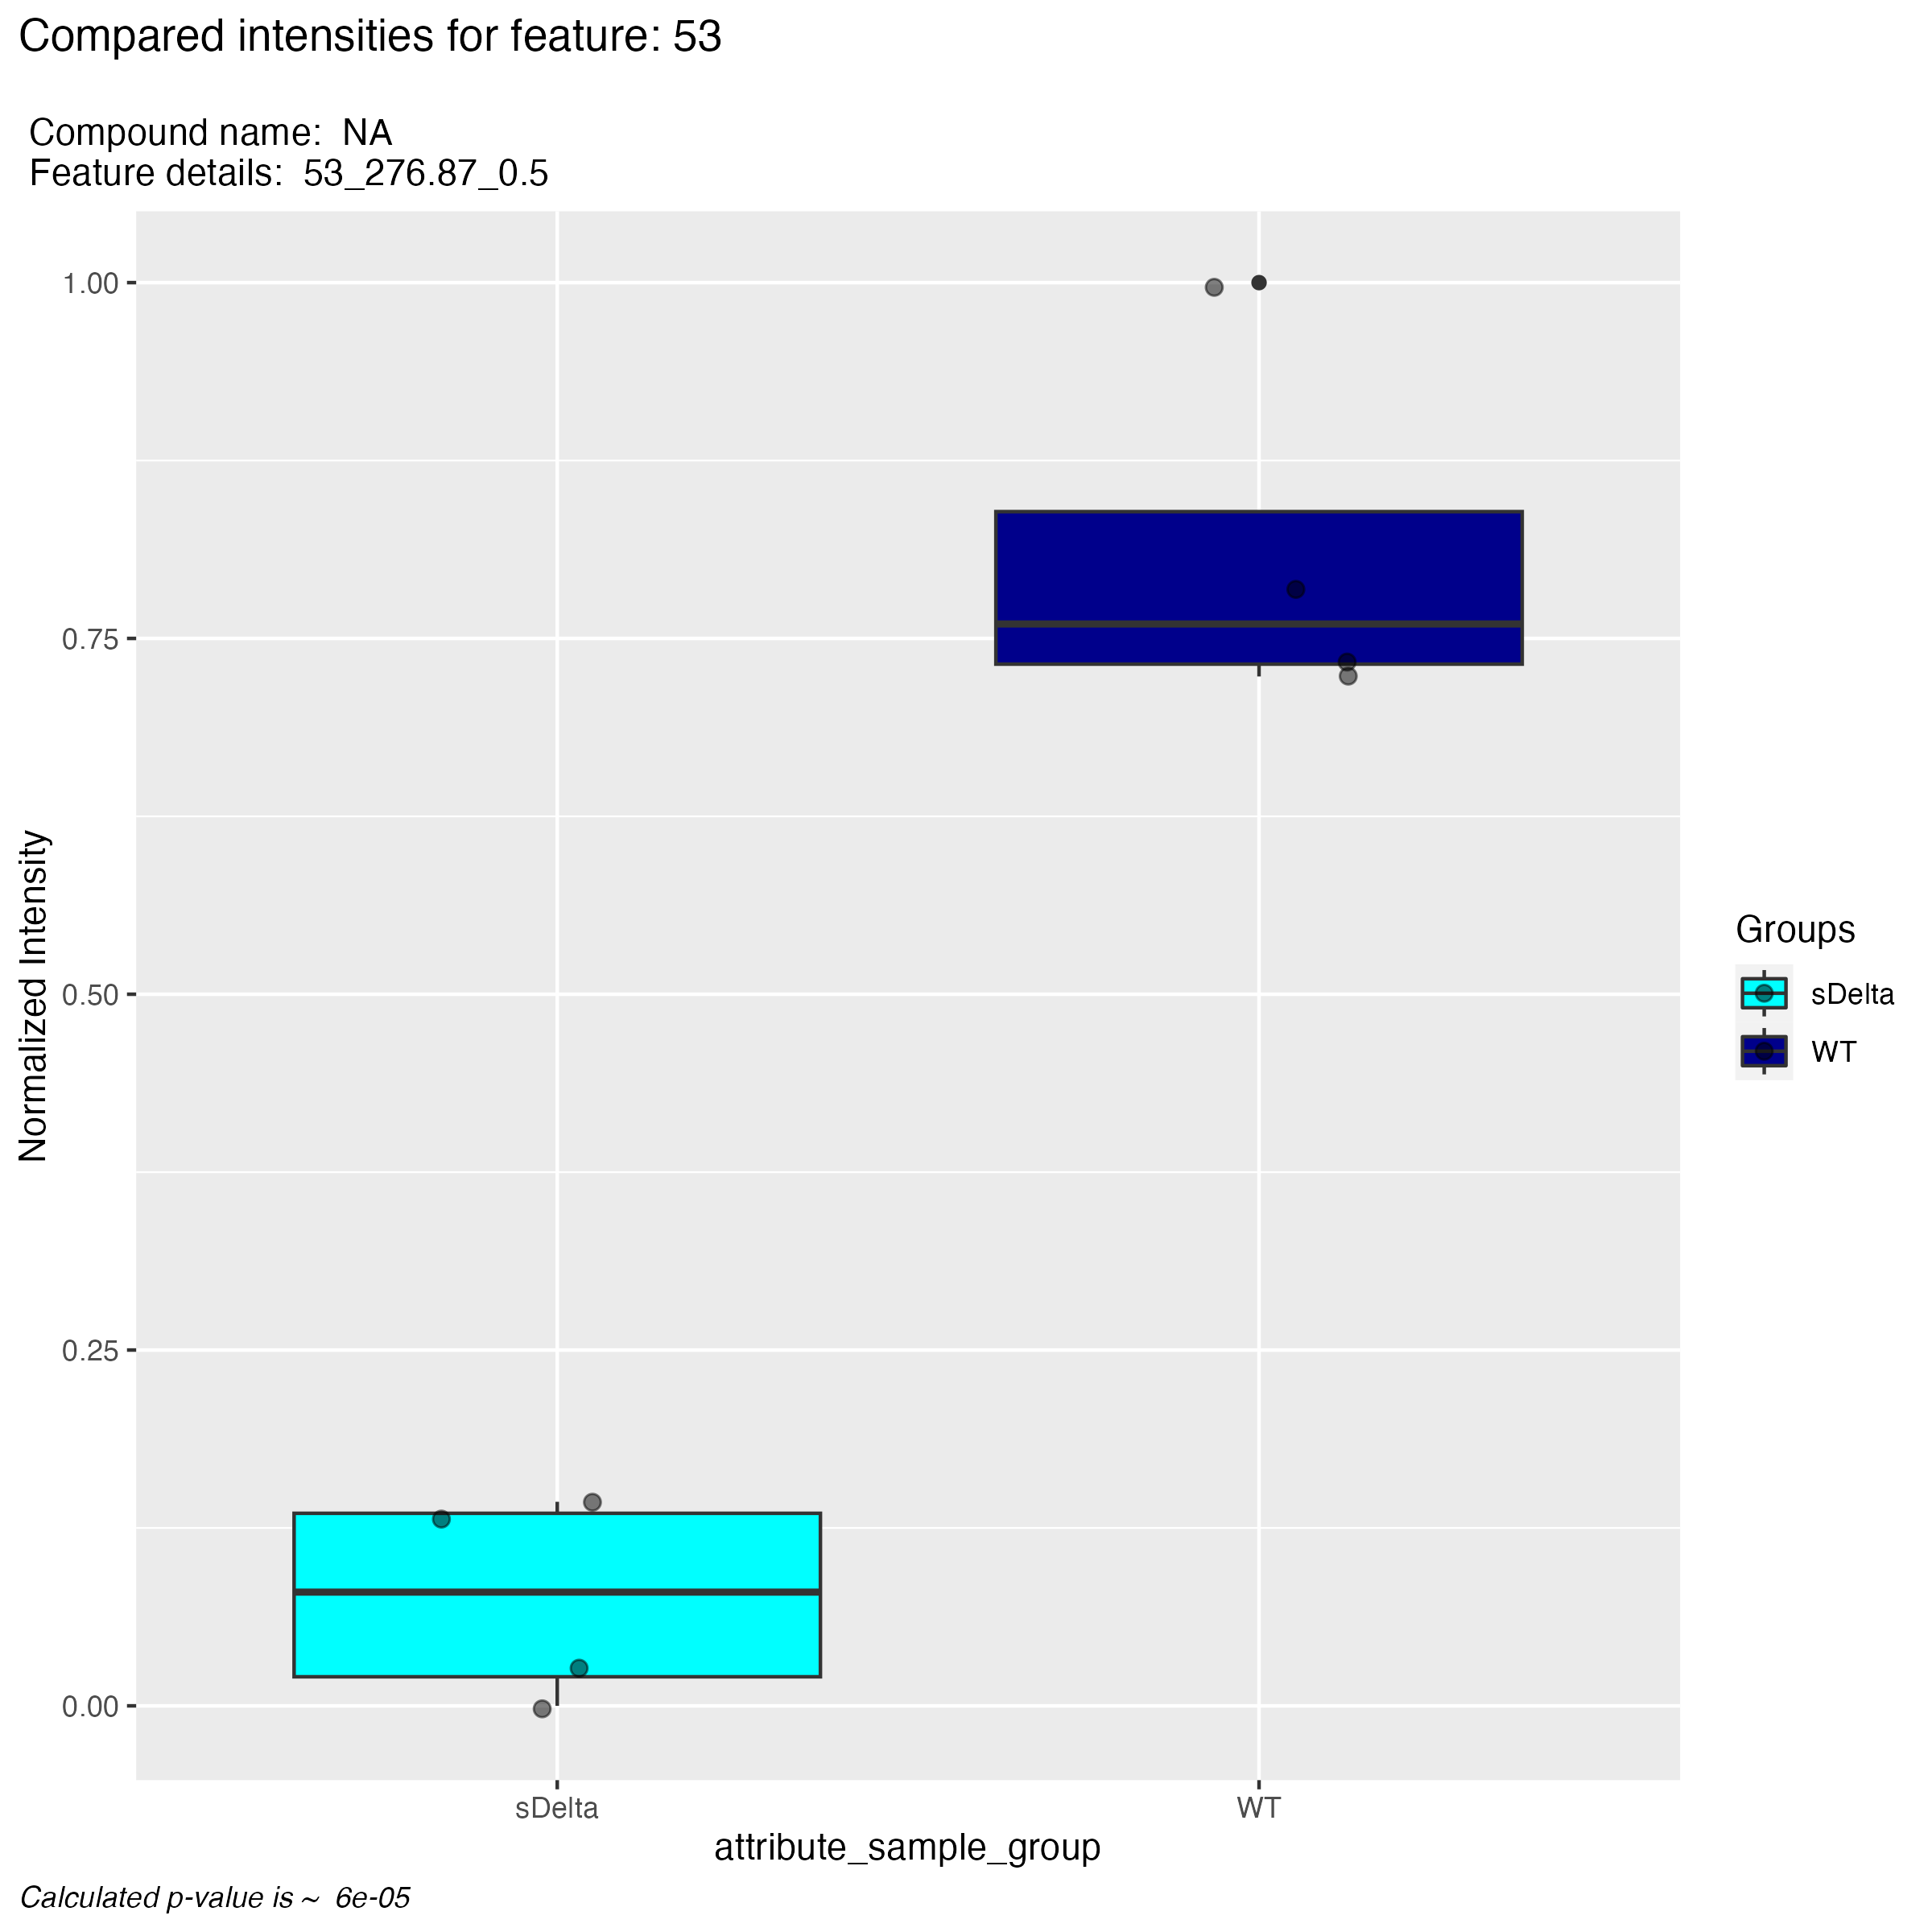 Compared intensities for feature: 53
Compound name:  NA
Feature details:  53_276.87_0.5
1.00
0.75
0.50
0.25
0.00
Normalized Intensity
sDelta
WT
attribute_sample_group
Groups
sDelta
WT
Calculated p-value is ~  6e-05